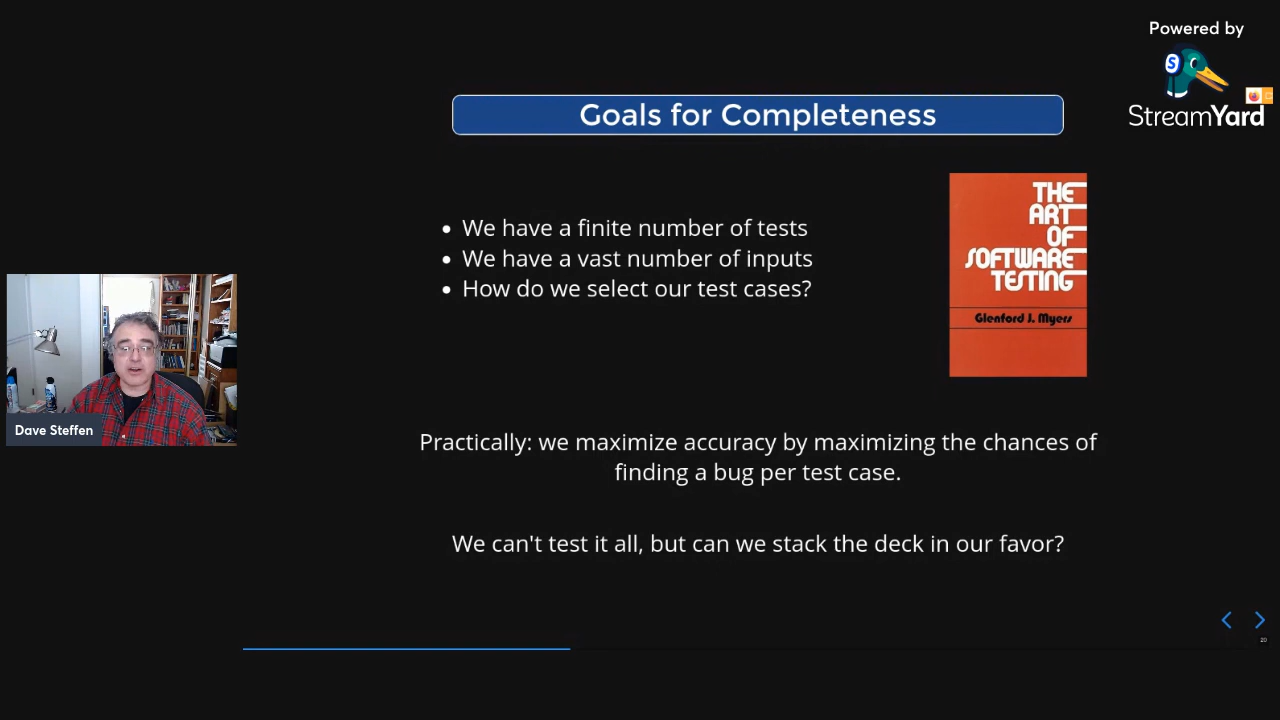 Powered by
S
StreamYard
Goals for Completeness
We have a finite number of tests
We have a vast number of inputs
How do we select our test cases?
THE
ART
OF
SOFTWARE
TESTING
Glenford J. Myers
Dave Steffen
Practically: we maximize accuracy by maximizing the chances of
finding a bug per test case.
We can't test it all, but can we stack the deck in our favor?
20